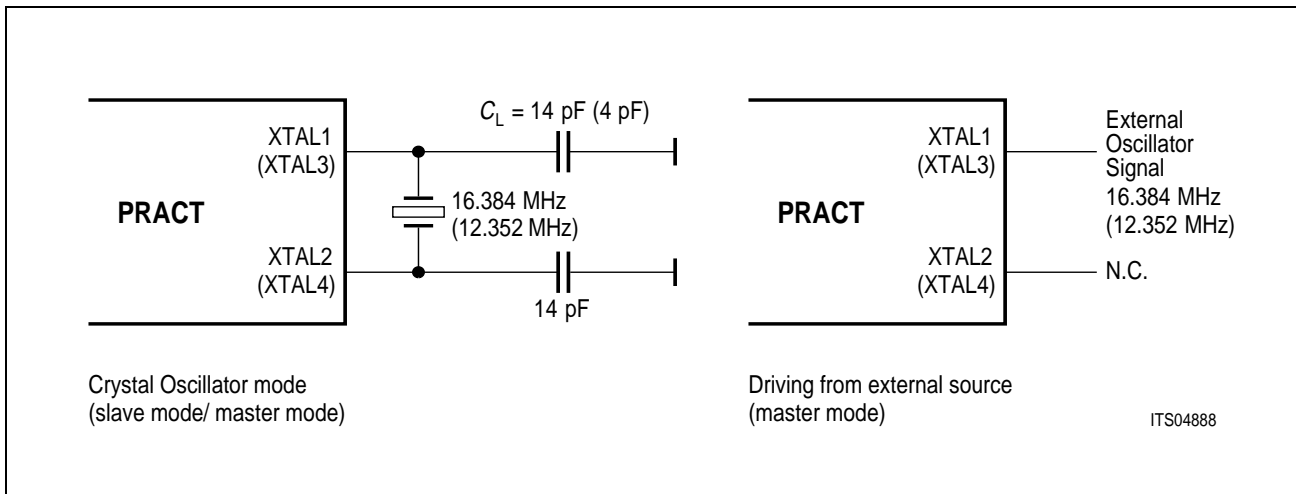 C_L = 14 pF (4 pF)
XTAL1
(XTAL3)
PRACT
16.384 MHz
(12.352 MHz)
XTAL2
(XTAL4)
14 pF
Crystal Oscillator mode
(slave mode/ master mode)
XTAL1
(XTAL3)
PRACT
XTAL2
(XTAL4)
External
Oscillator
Signal
16.384 MHz
(12.352 MHz)
N.C.
Driving from external source
(master mode)
ITS04888